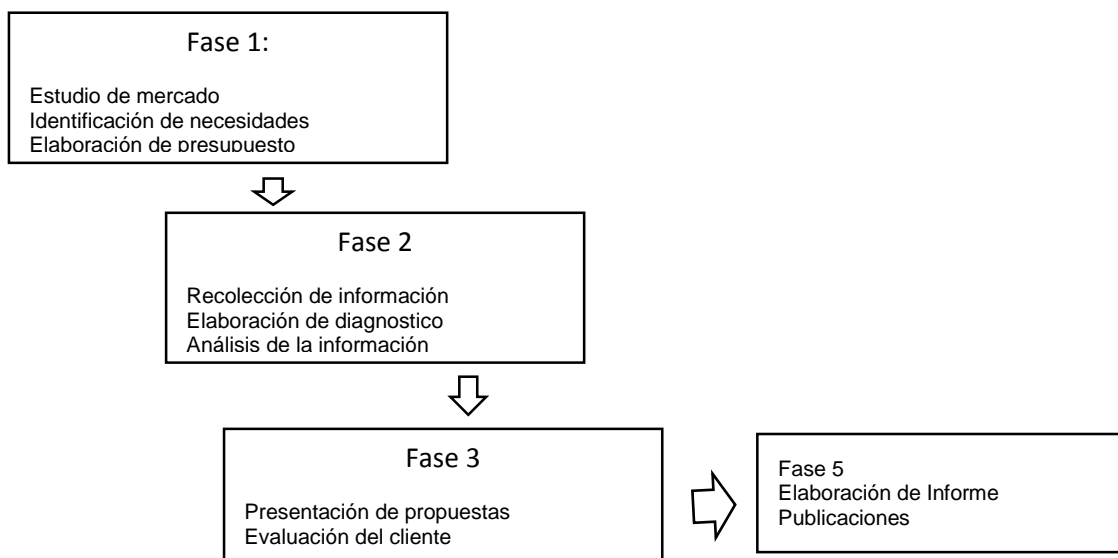 Fase 1:
Estudio de mercado
Identificación de necesidades
Elaboración de presupuesto
Fase 2
Recolección de información
Elaboración de diagnostico
Análisis de la información
Fase 3
Presentación de propuestas
Evaluación del cliente
Fase 5
Elaboración de Informe
Publicaciones